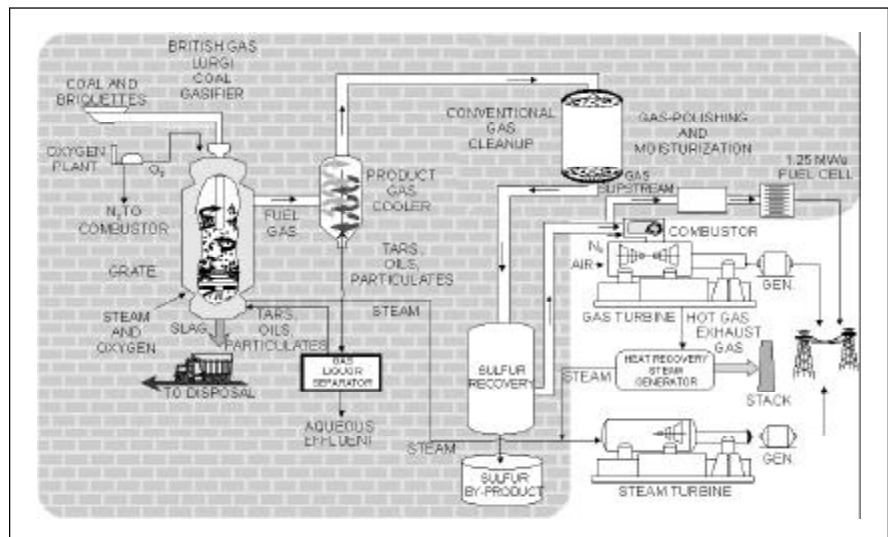 BRITISH GAS
LURGI
COAL
GASIFIER
COAL AND
BRIQUETTES
OXYGEN
PLANT
O₂
N₂ TO
COMBUSTOR
GRATE
STEAM
AND
OXYGEN
SLAG
TO DISPOSAL
FUEL
GAS
PRODUCT
GAS
COOLER
TARS,
OILS,
PARTICULATES
STEAM
TARS,
OILS,
PARTICULATES
GAS
LIQUOR
SEPARATOR
AQUEOUS
EFFLUENT
CONVENTIONAL
GAS
CLEANUP
GAS-POLISHING
AND
MOISTURIZATION
GAS
SLIPSTREAM
1.25 MWe
FUEL CELL
COMBUSTOR
N₂
AIR
GEN.
GAS TURBINE
HOT GAS
EXHAUST
GAS
SULFUR
RECOVERY
HEAT RECOVERY
STEAM
GENERATOR
STEAM
STACK
STEAM
GEN.
STEAM TURBINE
SULFUR
BY-PRODUCT